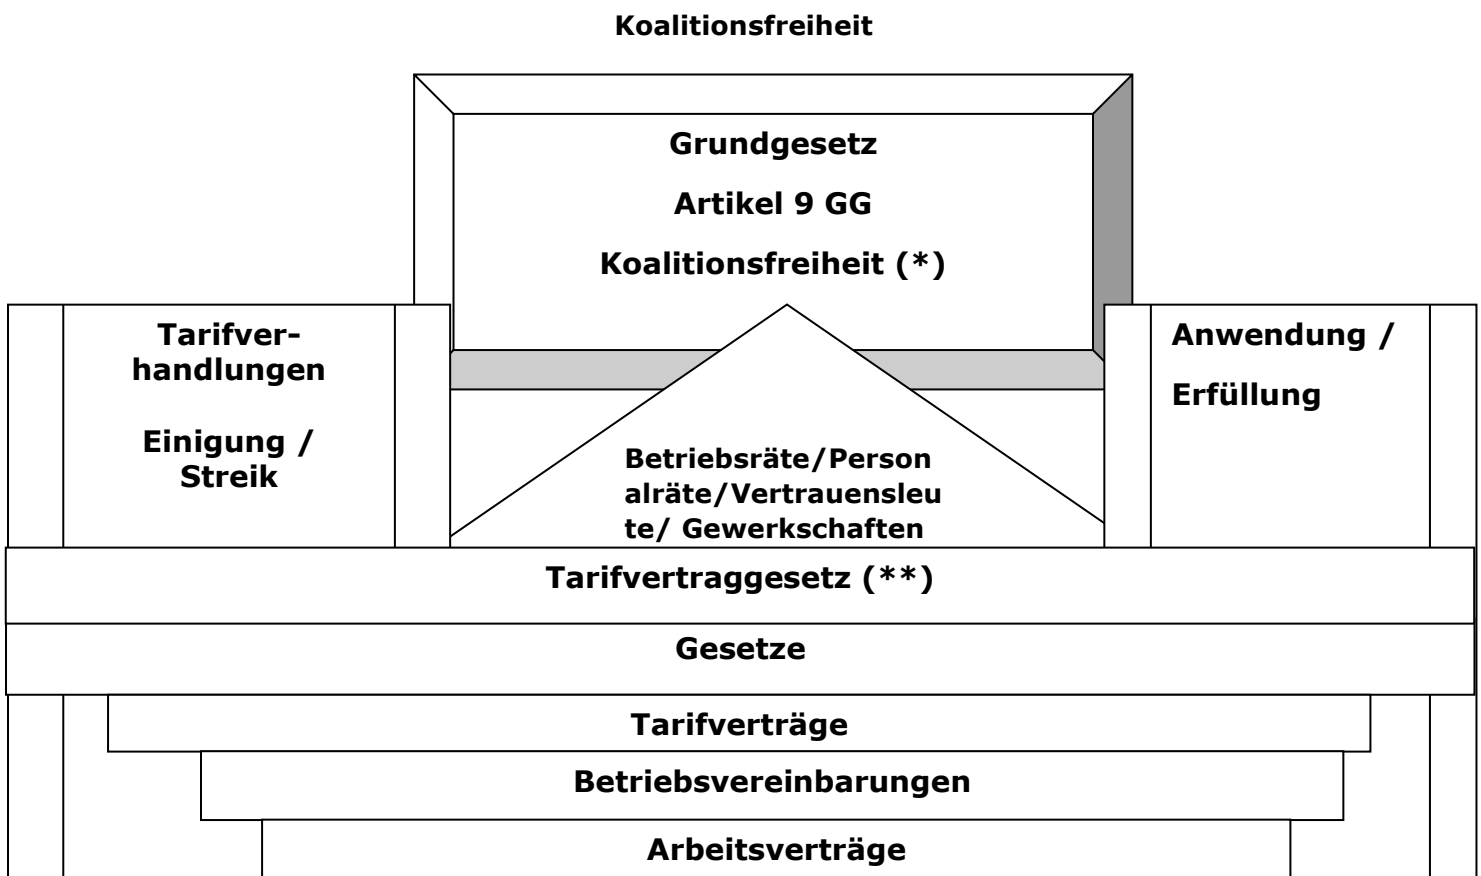 Koalitionsfreiheit
Grundgesetz
Artikel 9 GG
Koalitionsfreiheit (*)
Tarifver-
handlungen
Einigung /
Streik
Anwendung /
Erfüllung
Betriebsräte/Person
alräte/Vertrauensleu
te/ Gewerkschaften
Tarifvertraggesetz (**)
Gesetze
Tarifverträge
Betriebsvereinbarungen
Arbeitsverträge